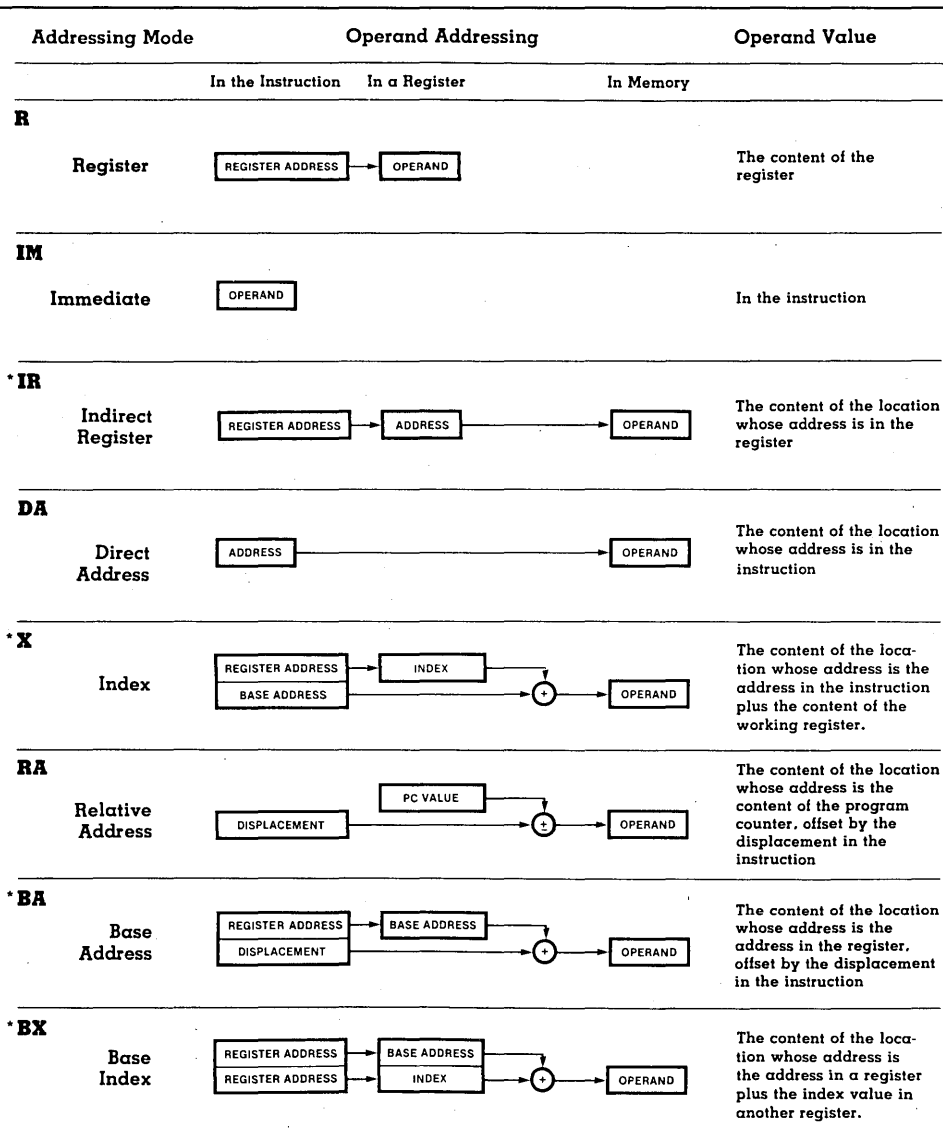 Addressing Mode Operand Addressing Operand Value
In the Instruction In a Register In Memory
R
Register
REGISTER ADDRESS OPERAND
The content of the
register
IM
Immediate
OPERAND
In the instruction
*IR
Indirect
Register
REGISTER ADDRESS ADDRESS OPERAND
The content of the location
whose address is in the
register
DA
Direct
Address
ADDRESS OPERAND
The content of the location
whose address is in the
instruction
*X
Index
REGISTER ADDRESS INDEX
BASE ADDRESS + OPERAND
The content of the loca-
tion whose address is the
address in the instruction
plus the content of the
working register.
RA
Relative
Address
PC VALUE
DISPLACEMENT ± OPERAND
The content of the location
whose address is the
content of the program
counter, offset by the
displacement in the
instruction
*BA
Base
Address
REGISTER ADDRESS BASE ADDRESS
DISPLACEMENT + OPERAND
The content of the location
whose address is the
address in the register,
offset by the displacement
in the instruction
*BX
Base
Index
REGISTER ADDRESS BASE ADDRESS
REGISTER ADDRESS INDEX + OPERAND
The content of the loca-
tion whose address is
the address in a register
plus the index value in
another register.